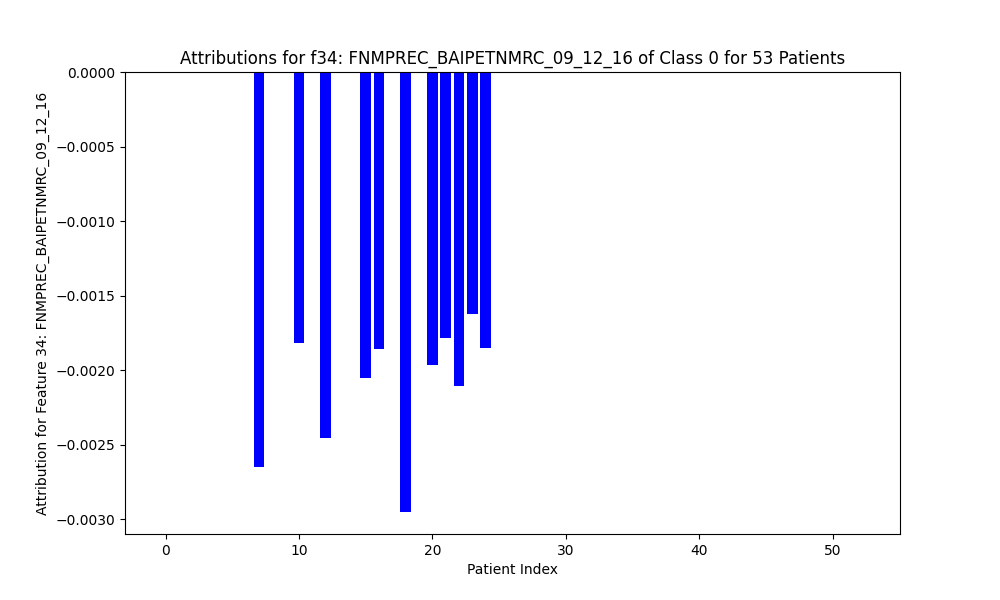 Attributions for f34: FNMPREC_BAIPETNMRC_09_12_16 of Class 0 for 53 Patients
Attribution for Feature 34: FNMPREC_BAIPETNMRC_09_12_16
0.0000
−0.0005
−0.0010
−0.0015
−0.0020
−0.0025
−0.0030
0 10 20 30 40 50
Patient Index